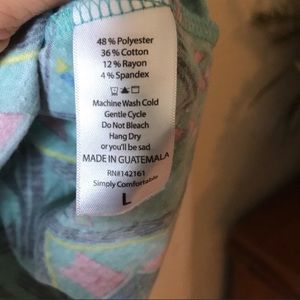 48% Polyester
36% Cotton
12% Rayon
4% Spandex
Machine Wash Cold
Gentle Cycle
Do Not Bleach
Hang Dry
or you'll be sad.
MADE IN GUATEMALA
RN#142161
Simply Comfortable
L